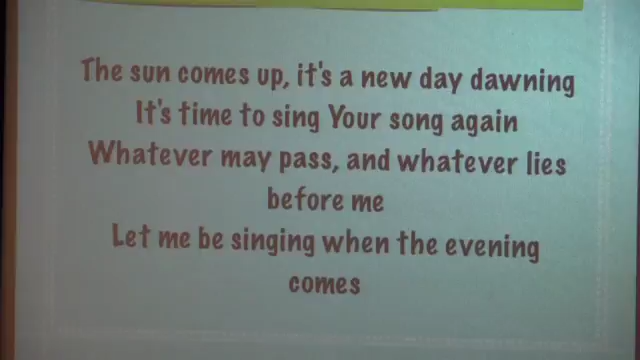 The sun comes up, it's a new day dawning
It's time to sing Your song again
Whatever may pass, and whatever lies
before me
Let me be singing when the evening
comes